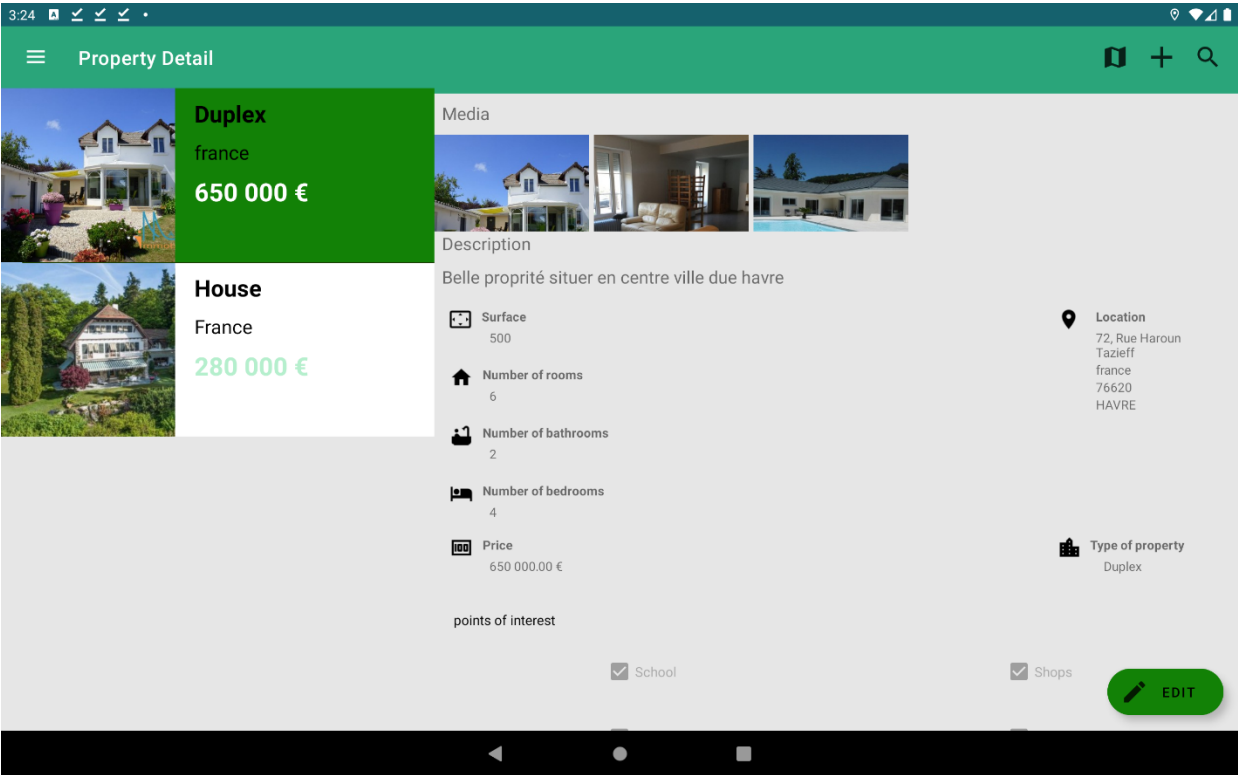 3:24
Property Detail
Duplex
france
650 000 €
House
France
280 000 €
Media
Description
Belle proprité situer en centre ville due havre
Surface
500
Number of rooms
6
Number of bathrooms
2
Number of bedrooms
4
Price
650 000.00 €
Location
72, Rue Haroun
Tazieff
france
76620
HAVRE
Type of property
Duplex
points of interest
School
Shops
EDIT